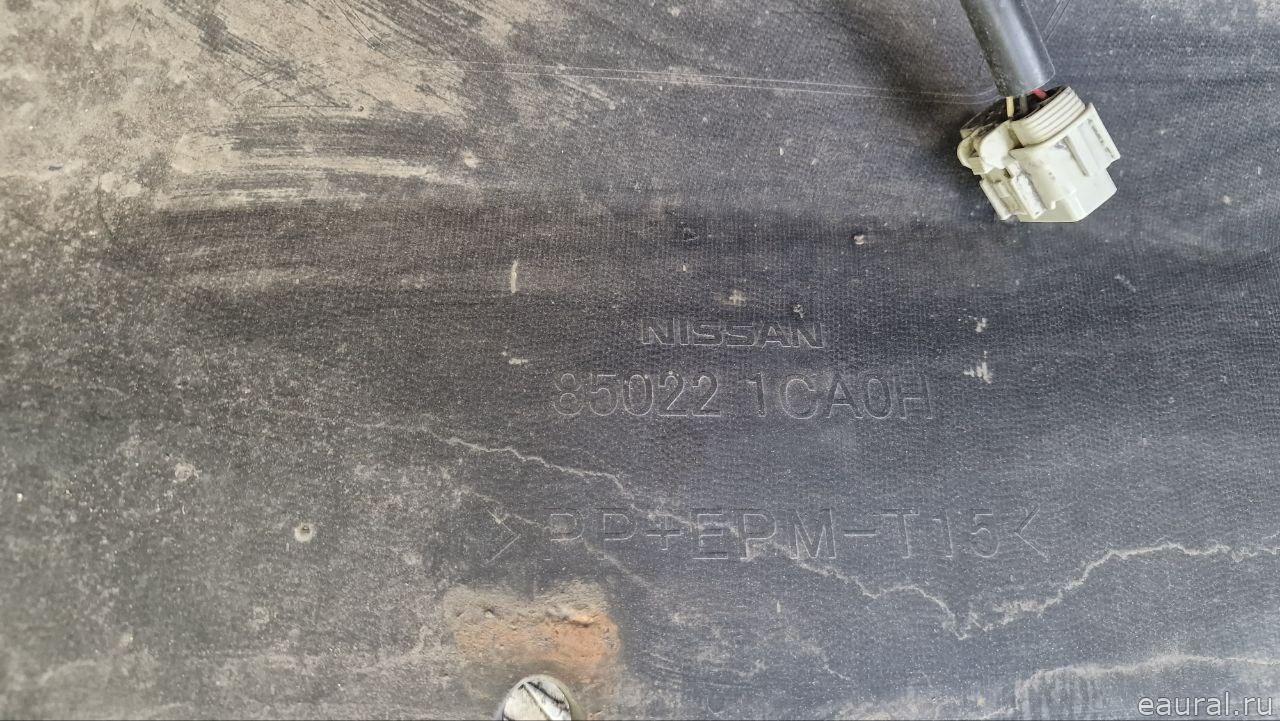 NISSAN
85022 1CA0H
>PP+EPM-T15<
eaural.ru